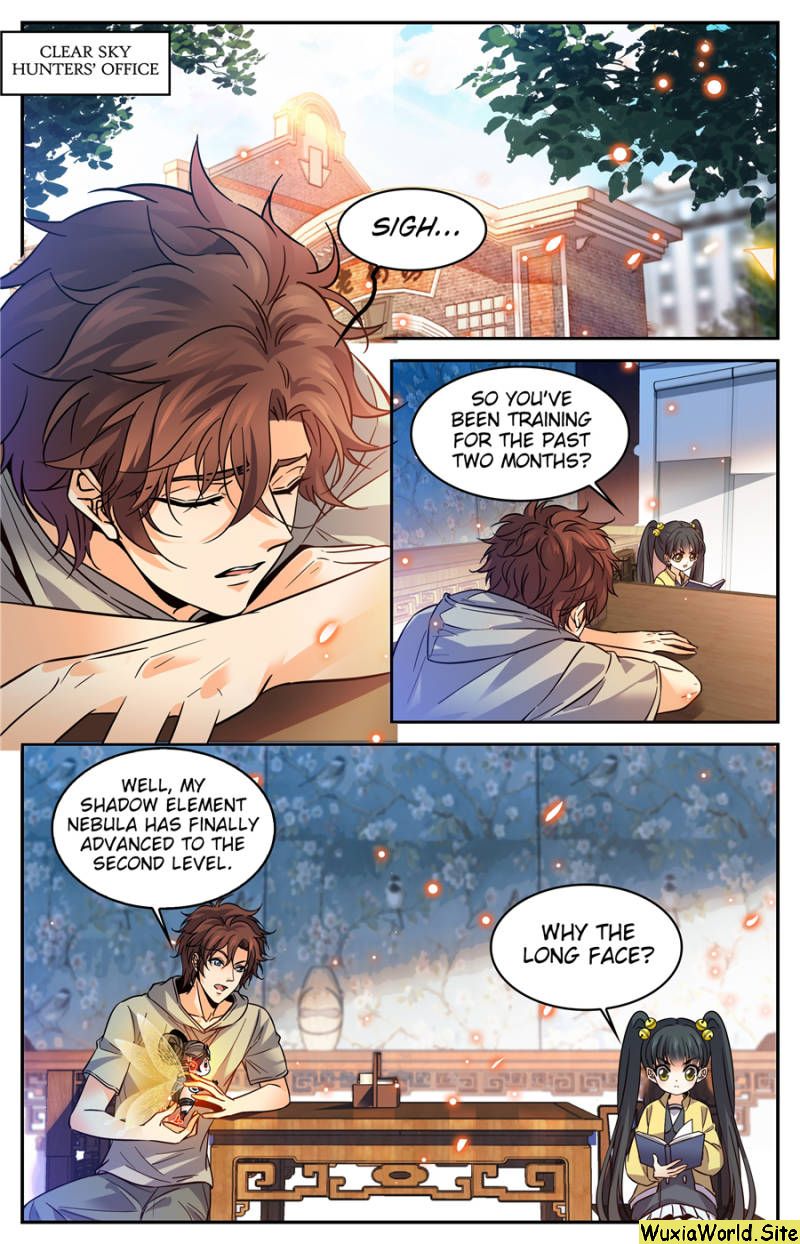 CLEAR SKY
HUNTERS' OFFICE
SIGH...
SO YOU'VE
BEEN TRAINING
FOR THE PAST
TWO MONTHS?
WELL, MY
SHADOW ELEMENT
NEBULA HAS FINALLY
ADVANCED TO THE
SECOND LEVEL.
WHY THE
LONG FACE?
WuxiaWorld.Site